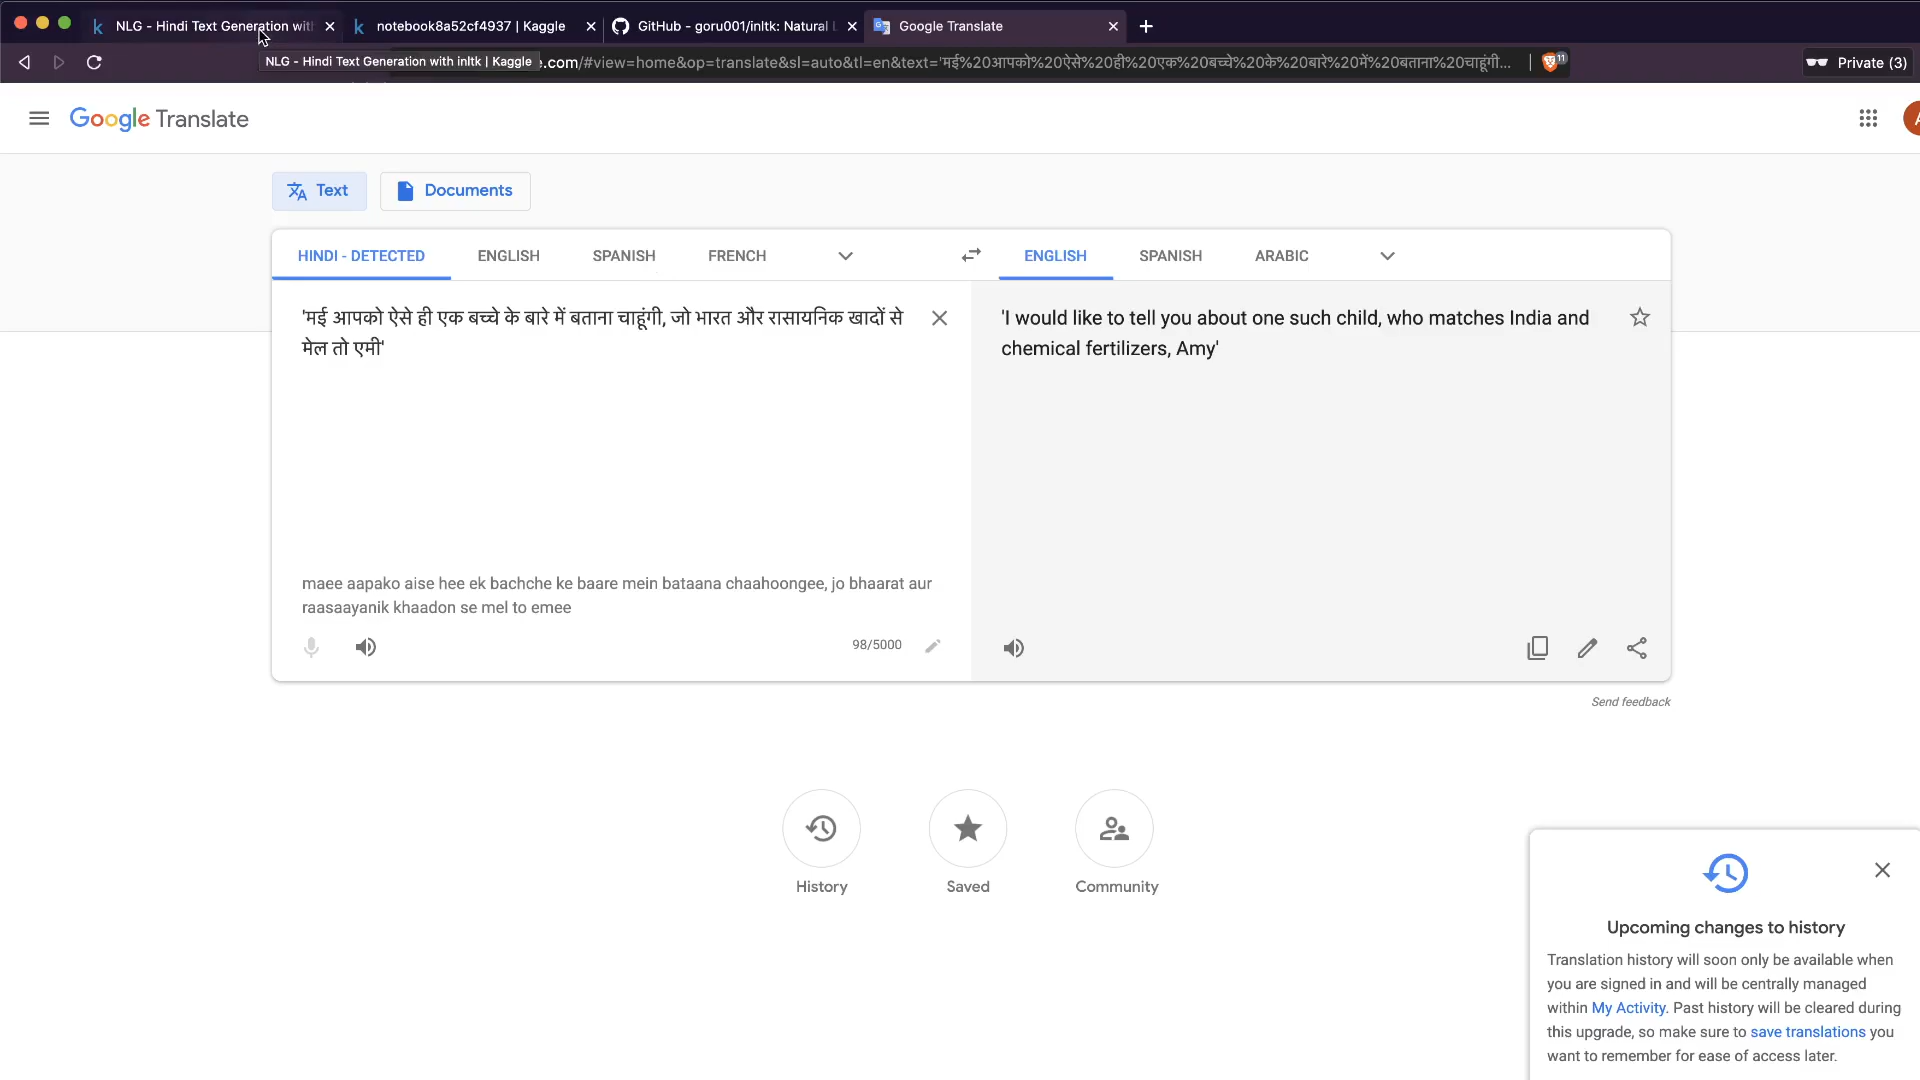 NLG - Hindi Text Generation wit
notebook8a52cf4937 | Kaggle
GitHub - goru001/inltk: Natural L
Google Translate
NLG - Hindi Text Generation with inltk | Kaggle
.com/#view=home&op=translate&sl=auto&tl=en&text='मई%20आपको%20ऐसे%20ही%20एक%20बच्चे%20के%20बारे%20में%20बताना%20चाहूंगी...
11
Private (3)
Google Translate
A
Text
Documents
HINDI - DETECTED
ENGLISH
SPANISH
FRENCH
ENGLISH
SPANISH
ARABIC
'मई आपको ऐसे ही एक बच्चे के बारे में बताना चाहूंगी, जो भारत और रासायनिक खादों से
मेल तो एमी'
'I would like to tell you about one such child, who matches India and
chemical fertilizers, Amy'
maee aapako aise hee ek bachche ke baare mein bataana chaahoongee, jo bhaarat aur
raasaayanik khaadon se mel to emee
98/5000
Send feedback
History
Saved
Community
Upcoming changes to history
Translation history will soon only be available when
you are signed in and will be centrally managed
within My Activity. Past history will be cleared during
this upgrade, so make sure to save translations you
want to remember for ease of access later.